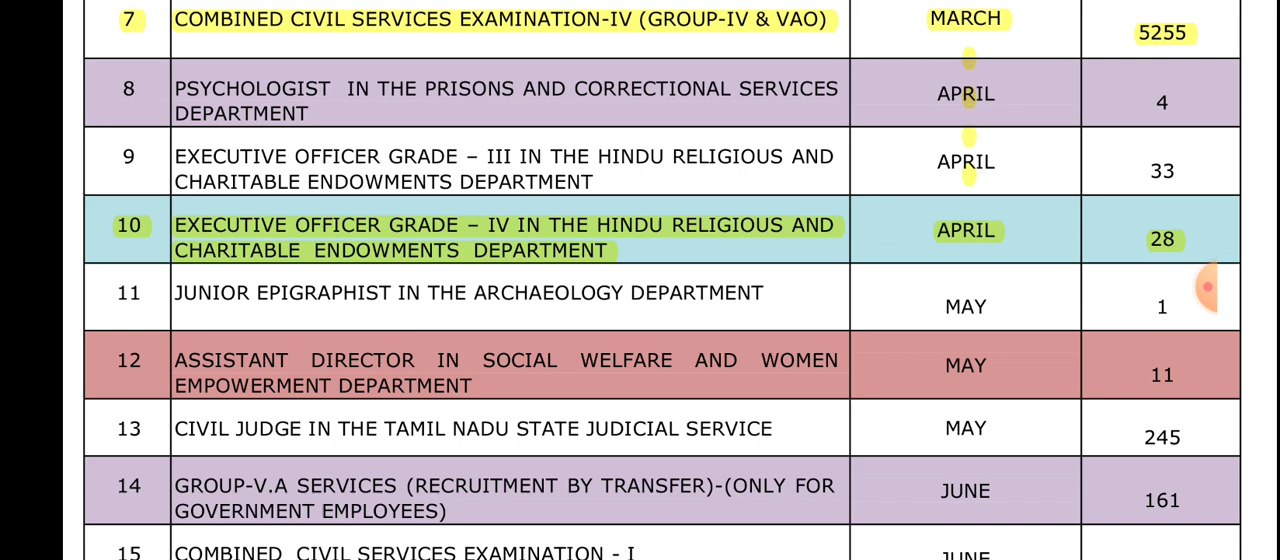 7 COMBINED CIVIL SERVICES EXAMINATION-IV (GROUP-IV & VAO) MARCH 5255
8 PSYCHOLOGIST IN THE PRISONS AND CORRECTIONAL SERVICES APRIL 4
DEPARTMENT
9 EXECUTIVE OFFICER GRADE – III IN THE HINDU RELIGIOUS AND APRIL 33
CHARITABLE ENDOWMENTS DEPARTMENT
10 EXECUTIVE OFFICER GRADE – IV IN THE HINDU RELIGIOUS AND APRIL 28
CHARITABLE ENDOWMENTS DEPARTMENT
11 JUNIOR EPIGRAPHIST IN THE ARCHAEOLOGY DEPARTMENT MAY 1
12 ASSISTANT DIRECTOR IN SOCIAL WELFARE AND WOMEN MAY 11
EMPOWERMENT DEPARTMENT
13 CIVIL JUDGE IN THE TAMIL NADU STATE JUDICIAL SERVICE MAY 245
14 GROUP-V.A SERVICES (RECRUITMENT BY TRANSFER)-(ONLY FOR JUNE 161
GOVERNMENT EMPLOYEES)
15 COMBINED CIVIL SERVICES EXAMINATION - I JUNE